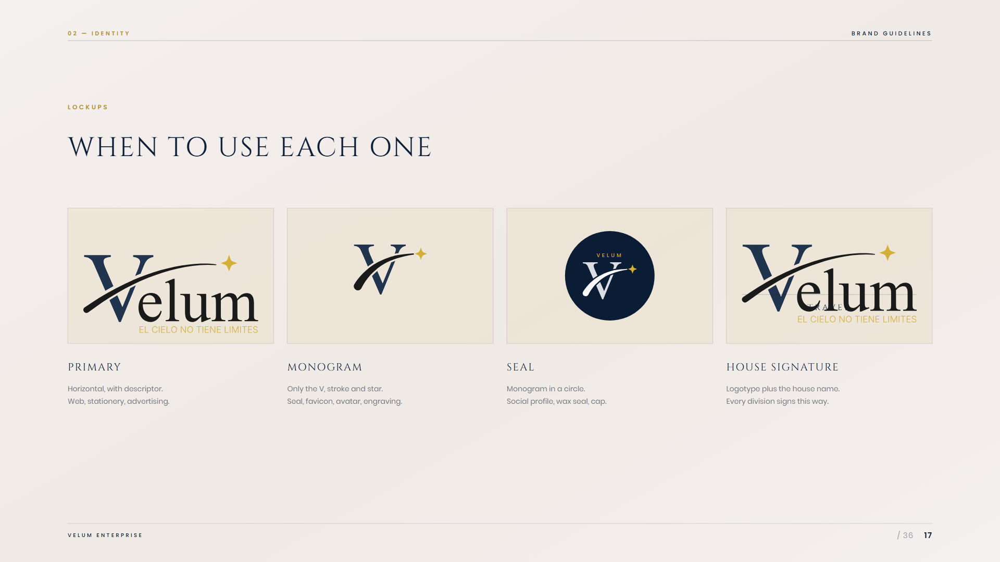 02 — IDENTITY
BRAND GUIDELINES
LOCKUPS
WHEN TO USE EACH ONE
Velum
EL CIELO NO TIENE LIMITES
V
VELUM
V
Velum
EL CIELO NO TIENE LIMITES
PRIMARY
Horizontal, with descriptor.
Web, stationery, advertising.
MONOGRAM
Only the V, stroke and star.
Seal, favicon, avatar, engraving.
SEAL
Monogram in a circle.
Social profile, wax seal, cap.
HOUSE SIGNATURE
Logotype plus the house name.
Every division signs this way.
VELUM ENTERPRISE
/ 36 17